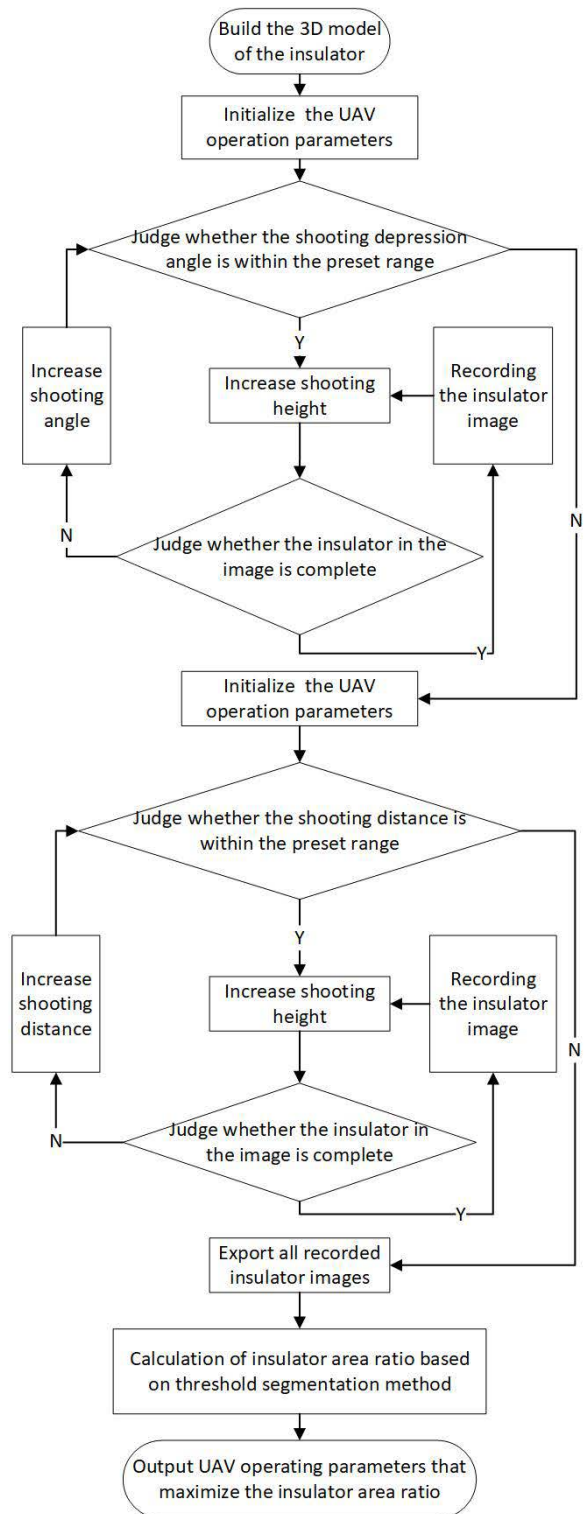 Build the 3D model
of the insulator
Initialize the UAV
operation parameters
Judge whether the shooting depression
angle is within the preset range
Y
N
Increase
shooting
angle
Increase shooting
height
Recording
the insulator
image
N
Judge whether the insulator in the
image is complete
Y
Initialize the UAV
operation parameters
Judge whether the shooting distance is
within the preset range
Y
N
Increase
shooting
distance
Increase shooting
height
Recording
the insulator
image
N
Judge whether the insulator in
the image is complete
Y
Export all recorded
insulator images
Calculation of insulator area ratio based
on threshold segmentation method
Output UAV operating parameters that
maximize the insulator area ratio